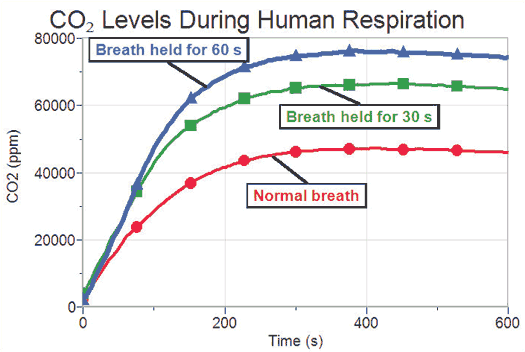 CO₂ Levels During Human Respiration
80000
Breath held for 60 s
60000
Breath held for 30 s
CO2 (ppm)
40000
Normal breath
20000
0
0
200
400
600
Time (s)